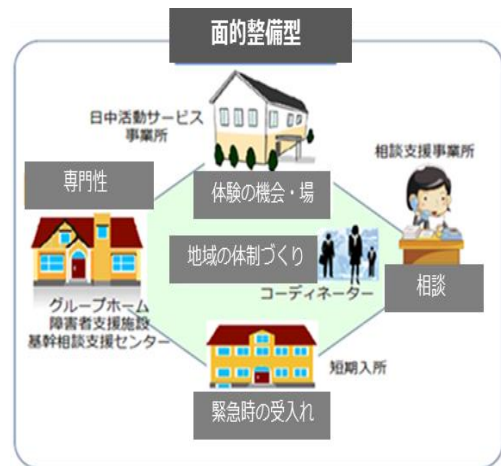 面的整備型
日中活動サービス
事業所
相談支援事業所
専門性
体験の機会・場
地域の体制づくり
コーディネーター
相談
グループホーム
障害者支援施設
基幹相談支援センター
短期入所
緊急時の受入れ